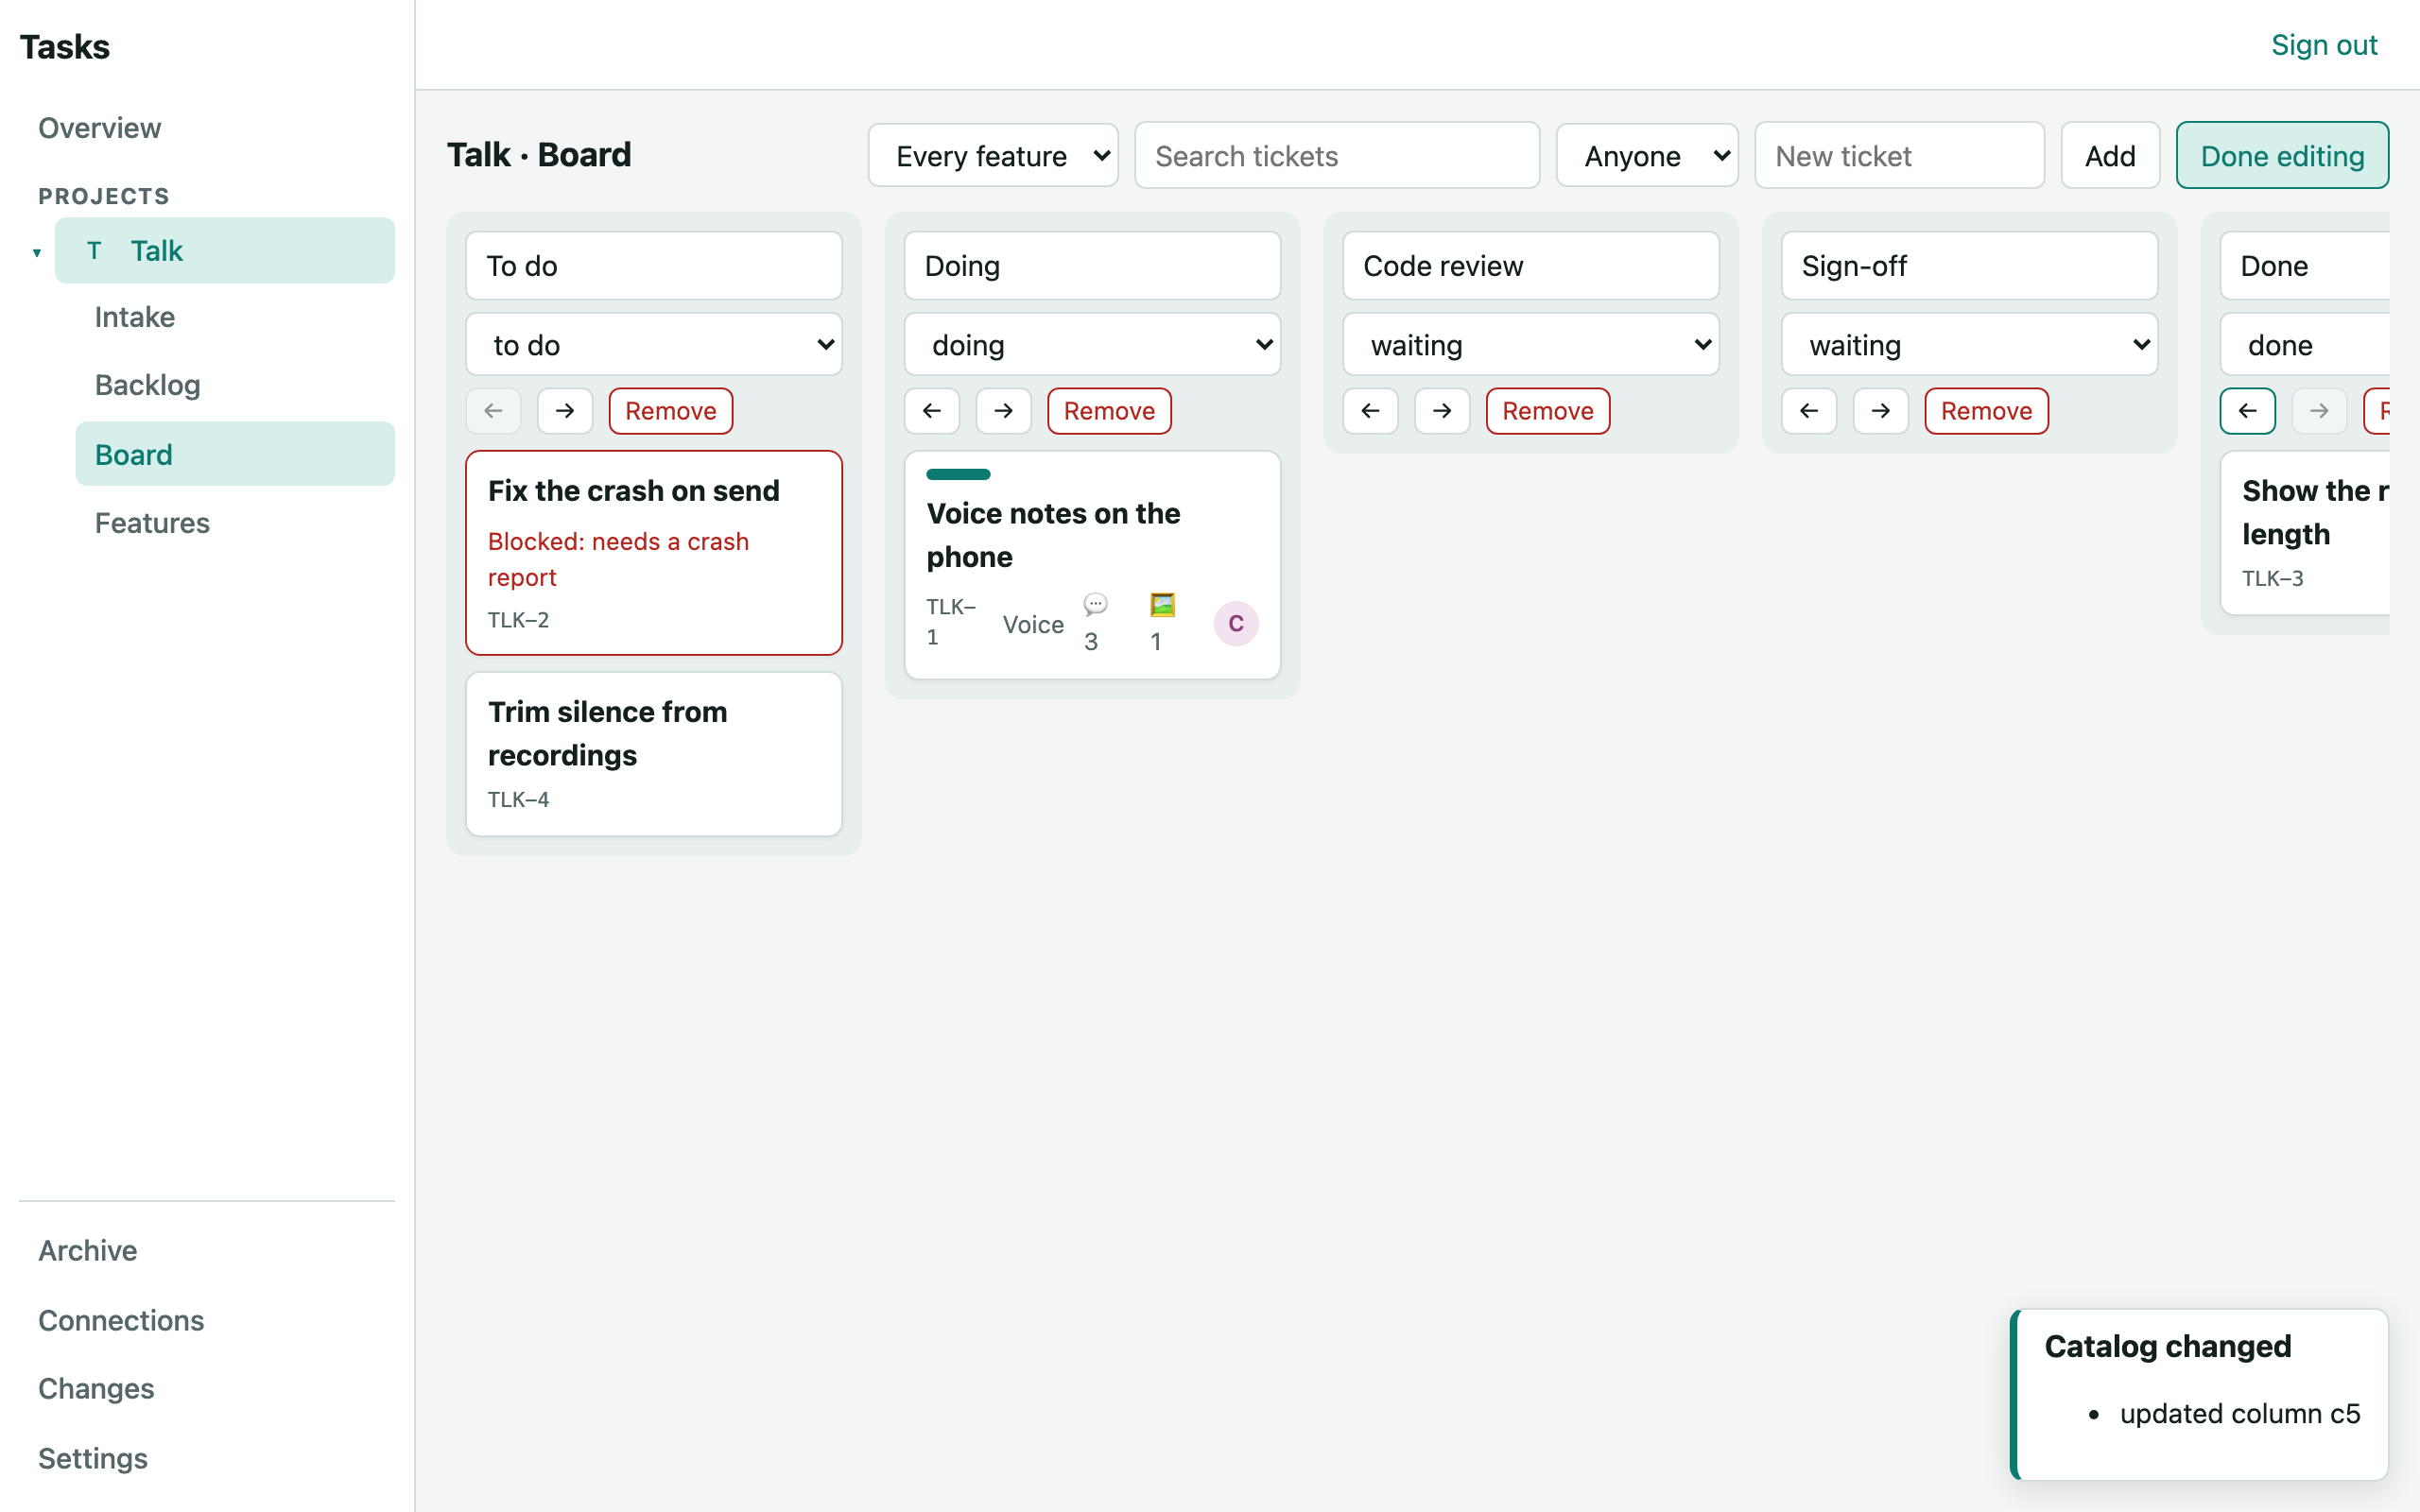 Tasks
Sign out
Overview
PROJECTS
T Talk
Intake
Backlog
Board
Features
Archive
Connections
Changes
Settings
Talk · Board
Every feature
Search tickets
Anyone
New ticket
Add
Done editing
To do
to do
← → Remove
Fix the crash on send
Blocked: needs a crash
report
TLK–2
Trim silence from
recordings
TLK–4
Doing
doing
← → Remove
Voice notes on the
phone
TLK–
1
Voice
3
1
C
Code review
waiting
← → Remove
Sign-off
waiting
← → Remove
Done
done
← →
Show the
length
TLK–3
Catalog changed
• updated column c5